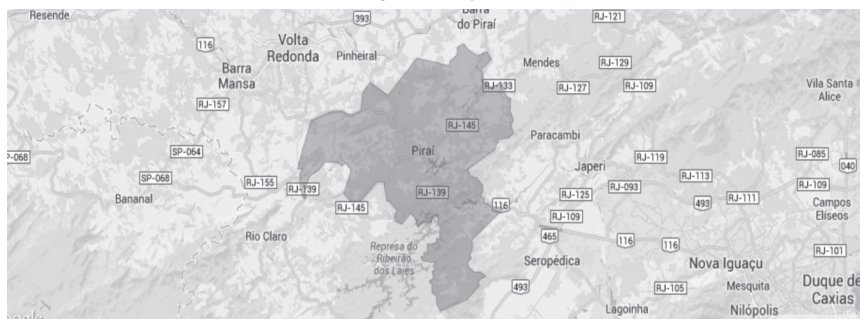 Resende
393
Barra
do Piraí
RJ-121
116
Volta
Redonda
Pinheiral
Mendes
RJ-129
Barra
Mansa
RJ-133
RJ-127
RJ-109
Vila Santa
Alice
RJ-157
RJ-145
Paracambi
Piraí
SP-064
Japeri
RJ-119
RJ-085
040
SP-068
RJ-113
RJ-155
RJ-139
RJ-139
RJ-125
RJ-093
RJ-109
Bananal
RJ-111
RJ-145
116
493
RJ-109
Campos
Elíseos
Rio Claro
465
116
116
Represa do
Ribeirão
dos Lajes
RJ-101
Seropédica
Nova Iguaçu
493
RJ-105
Mesquita
Duque de
Caxias
Lagoinha
Nilópolis